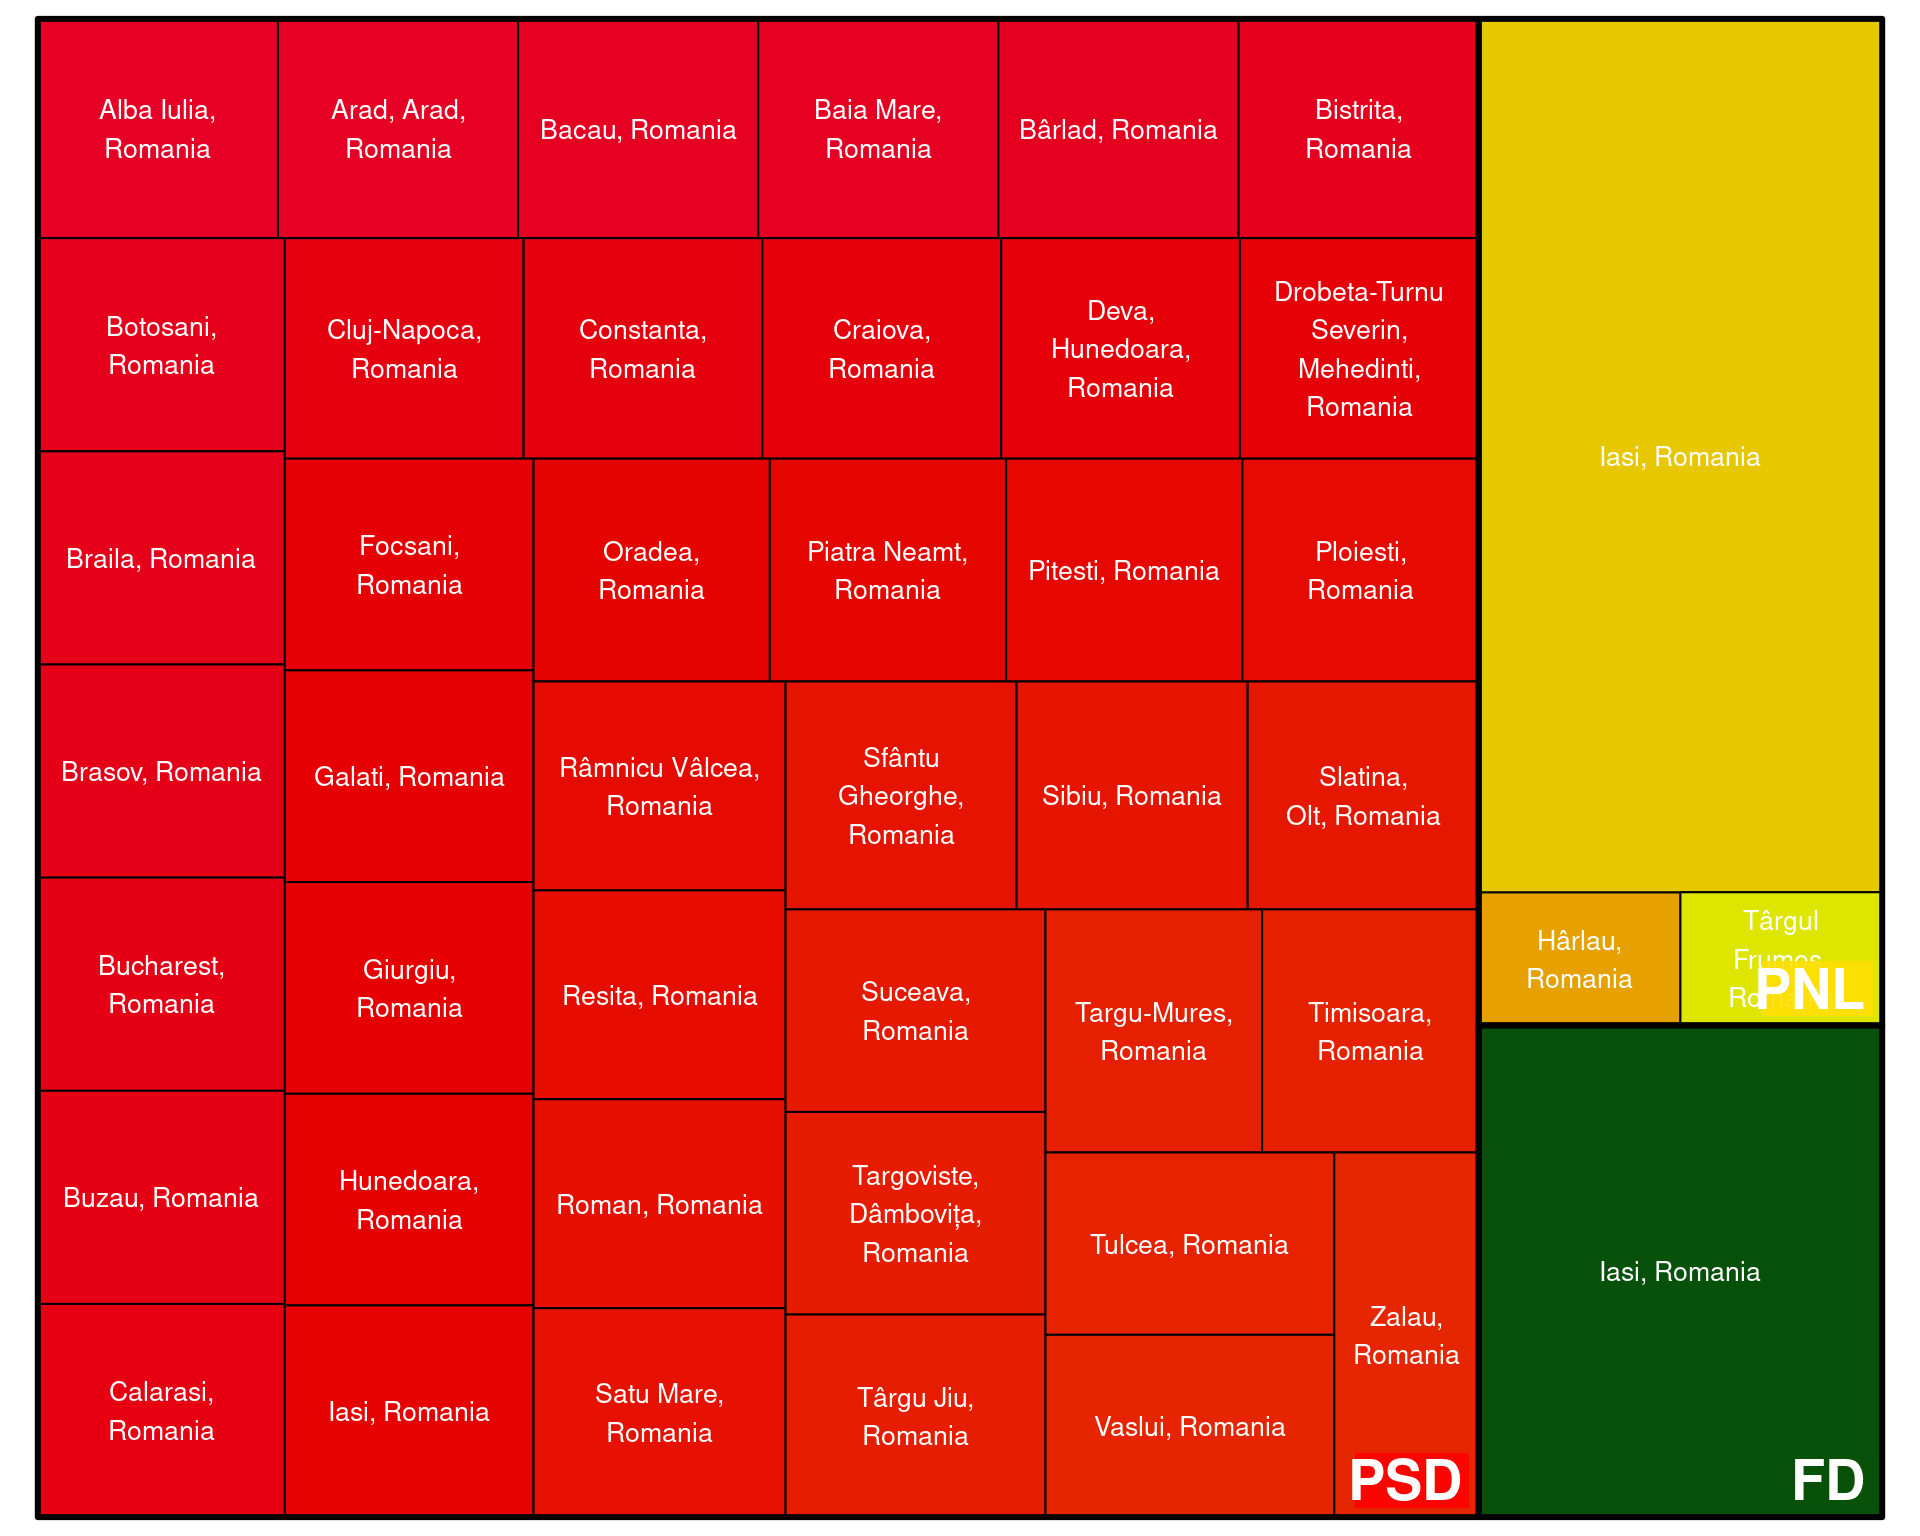 Alba Iulia,
Romania
Arad, Arad,
Romania
Bacau, Romania
Baia Mare,
Romania
Bârlad, Romania
Bistrita,
Romania
Botosani,
Romania
Cluj-Napoca,
Romania
Constanta,
Romania
Craiova,
Romania
Deva,
Hunedoara,
Romania
Drobeta-Turnu
Severin,
Mehedinti,
Romania
Iasi, Romania
Braila, Romania
Focsani,
Romania
Oradea,
Romania
Piatra Neamt,
Romania
Pitesti, Romania
Ploiesti,
Romania
Brasov, Romania
Galati, Romania
Râmnicu Vâlcea,
Romania
Sfântu
Gheorghe,
Romania
Sibiu, Romania
Slatina,
Olt, Romania
Bucharest,
Romania
Giurgiu,
Romania
Resita, Romania
Suceava,
Romania
Targu-Mures,
Romania
Timisoara,
Romania
Hârlau,
Romania
Târgul
Frumos
PNL
Buzau, Romania
Hunedoara,
Romania
Roman, Romania
Targoviste,
Dâmbovița,
Romania
Tulcea, Romania
Zalau,
Romania
Iasi, Romania
Calarasi,
Romania
Iasi, Romania
Satu Mare,
Romania
Târgu Jiu,
Romania
Vaslui, Romania
PSD
FD